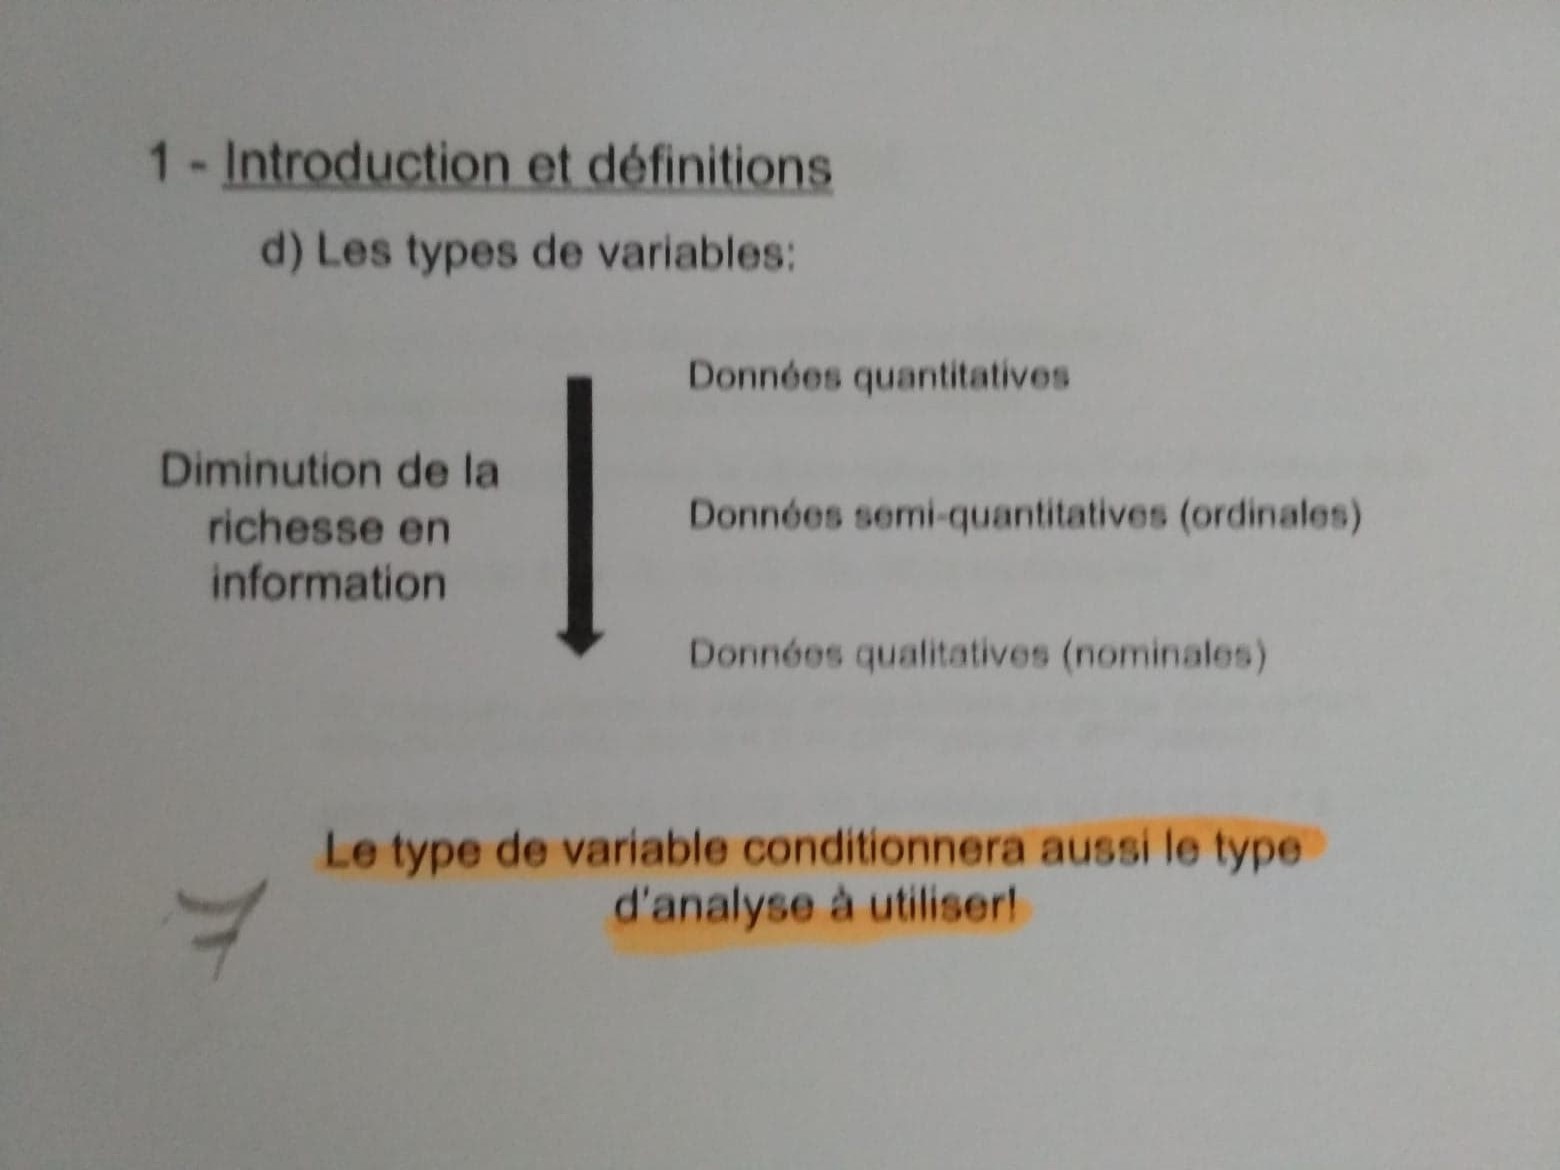 1 - Introduction et définitions
d) Les types de variables:
Données quantitatives
Diminution de la
richesse en
information
Données semi-quantitatives (ordinales)
Données qualitatives (nominales)
Le type de variable conditionnera aussi le type
d'analyse à utiliser!
7